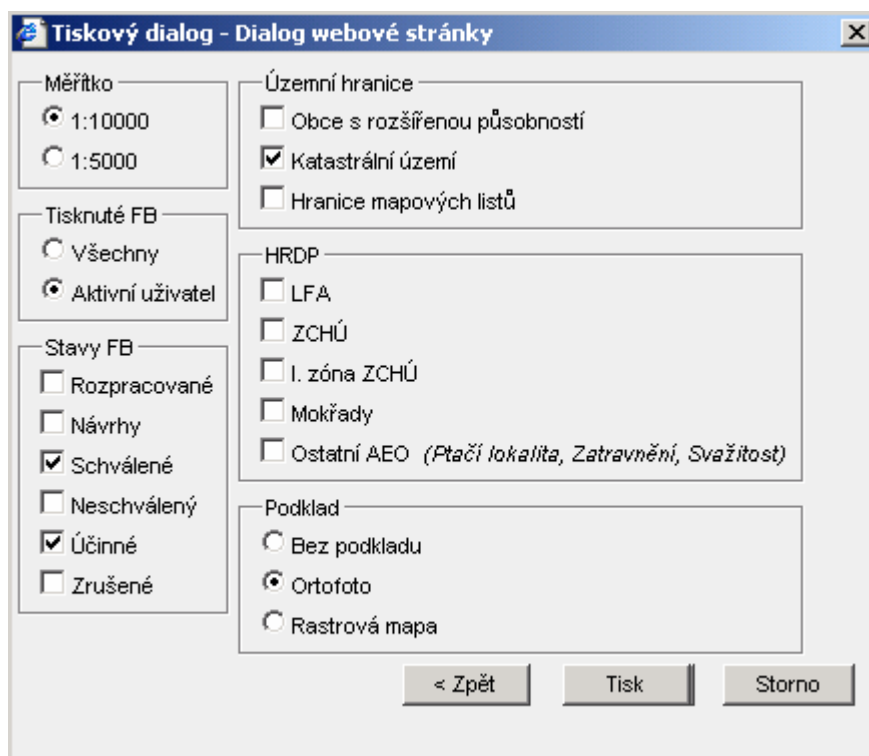 Tiskový dialog - Dialog webové stránky
Měřítko
1:10000
1:5000
Tisknuté FB
Všechny
Aktivní uživatel
Stavy FB
Rozpracované
Návrhy
Schválené
Neschválený
Účinné
Zrušené
Územní hranice
Obce s rozšířenou působností
Katastrální území
Hranice mapových listů
HRDP
LFA
ZCHÚ
I. zóna ZCHÚ
Mokřady
Ostatní AEO (Ptačí lokalita, Zatravnění, Svažitost)
Podklad
Bez podkladu
Ortofoto
Rastrová mapa
< Zpět
Tisk
Storno